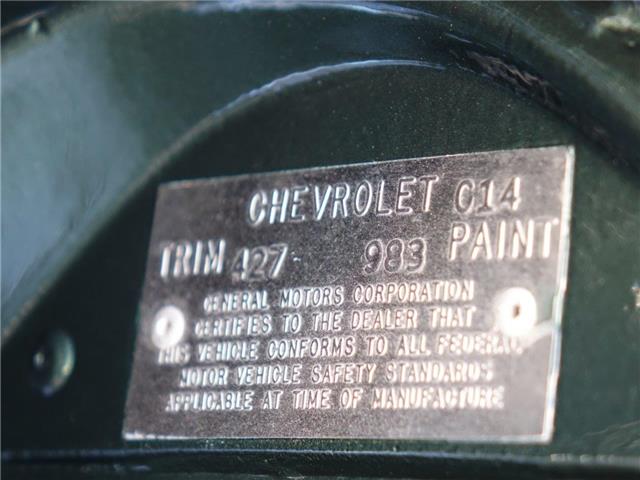 CHEVROLET C14
TRIM 427 983 PAINT
GENERAL MOTORS CORPORATION
CERTIFIES TO THE DEALER THAT
THIS VEHICLE CONFORMS TO ALL FEDERAL
MOTOR VEHICLE SAFETY STANDARDS
APPLICABLE AT TIME OF MANUFACTURE